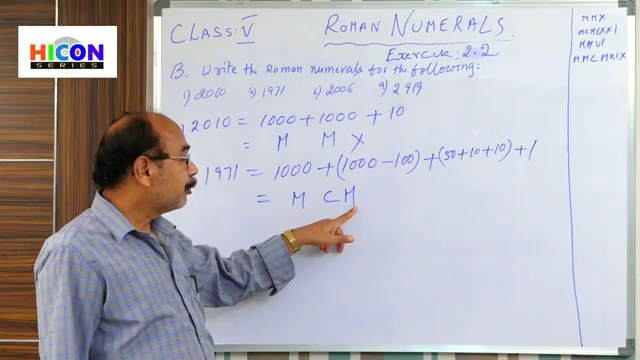 HICON
SERIES
CLASS: V ROMAN NUMERALS.
Exercise : 2.2
B. Write the Roman numerals for the following:
1) 2010 4) 1971 2006 9) 2919
2010 = 1000 + 1000 + 10
= M M X
1971 = 1000 + (1000 - 100) + (50 + 10 + 10) + 1
= M C M
MMX
MCMLXXI
MMVI
MMCMXIX